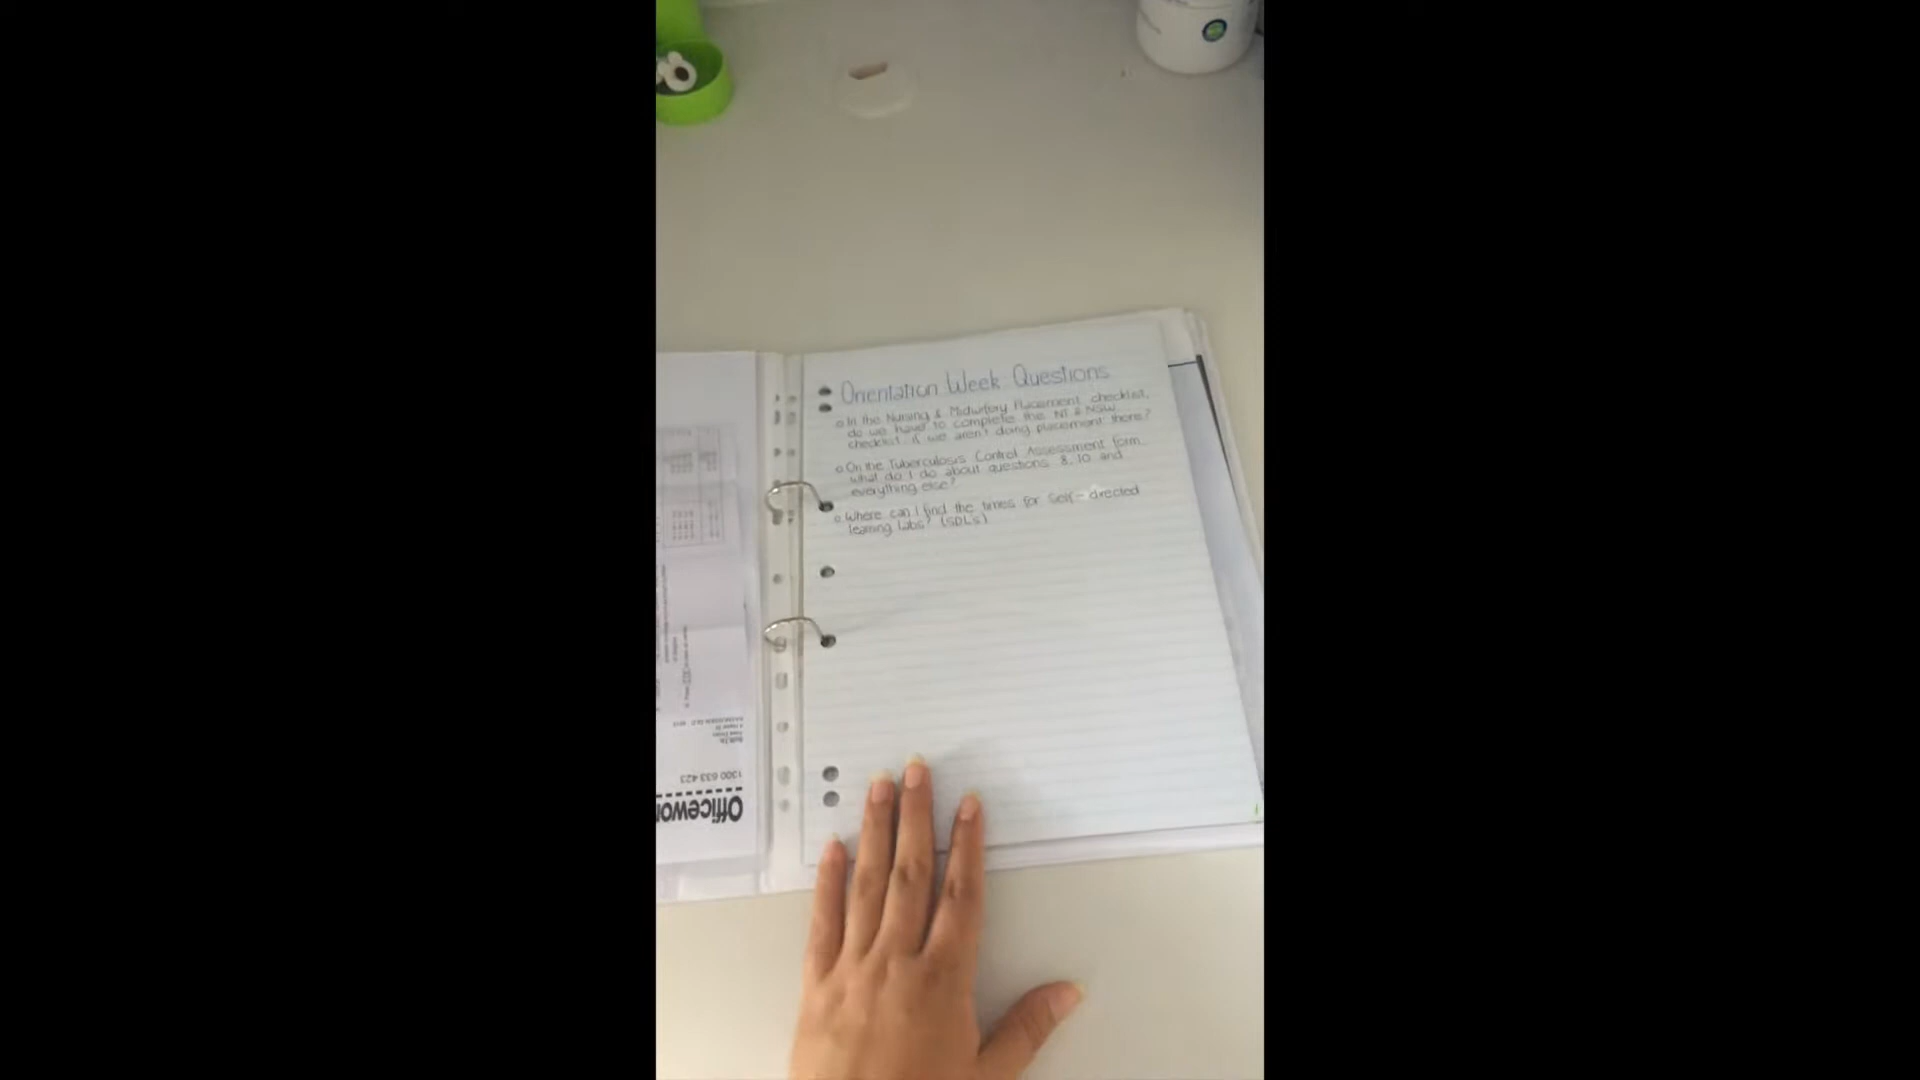 Orientation Week Questions
o In the Nursing & Midwifery Placement checklist,
do we have to complete the NT & NSW
checklist if we aren't doing placement there?
o On the Tuberculosis Control Assessment form
what do I do about questions 8, 10 and
everything else?
o Where can I find the times for self-directed
learning labs? (SDL's)
1300 633 423
Officewor